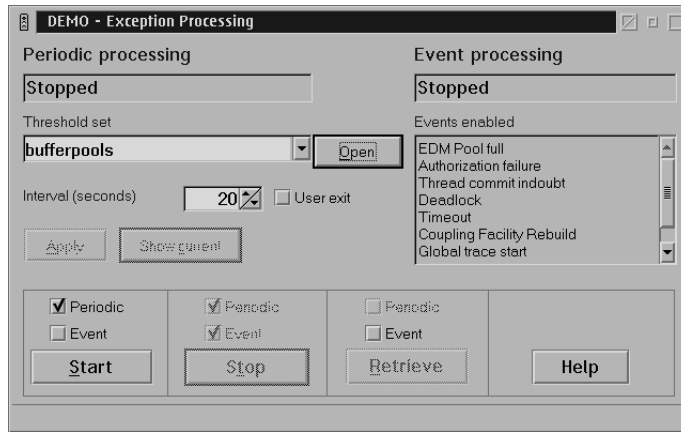 DEMO - Exception Processing
Periodic processing
Event processing
Stopped
Stopped
Threshold set
Events enabled
bufferpools
Open
EDM Pool full
Authorization failure
Thread commit indoubt
Deadlock
Timeout
Coupling Facility Rebuild
Global trace start
Interval (seconds)
20
User exit
Apply
Show current
Periodic
Periodic
Periodic
Event
Event
Event
Start
Stop
Retrieve
Help